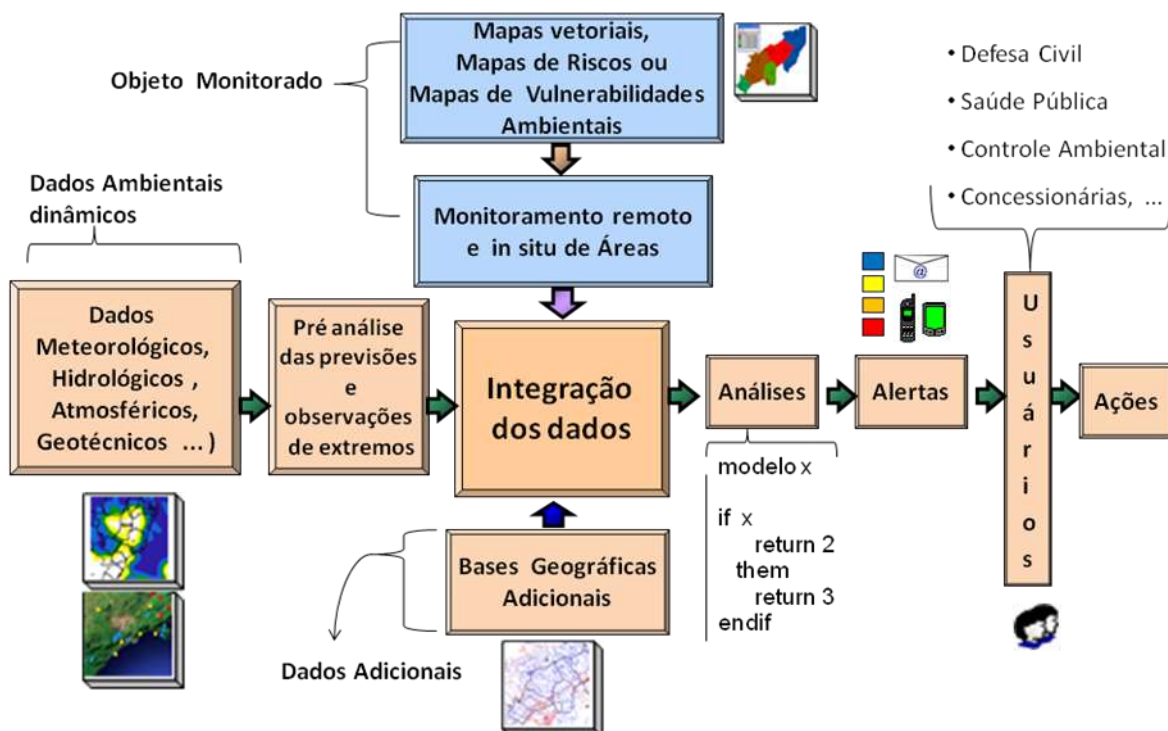 Mapas vetoriais,
Mapas de Riscos ou
Mapas de Vulnerabilidades
Ambientais
Objeto Monitorado
• Defesa Civil
• Saúde Pública
• Controle Ambiental
• Concessionárias, ...
Dados Ambientais
dinâmicos
Monitoramento remoto
e in situ de Áreas
@
Dados
Meteorológicos,
Hidrológicos ,
Atmosféricos,
Geotécnicos ... )
Pré análise
das previsões
e
observações
de extremos
Integração
dos dados
Análises
Alertas
U
s
u
á
r
i
o
s
Ações
modelo x
if x
return 2
them
return 3
endif
Bases Geográficas
Adicionais
Dados Adicionais